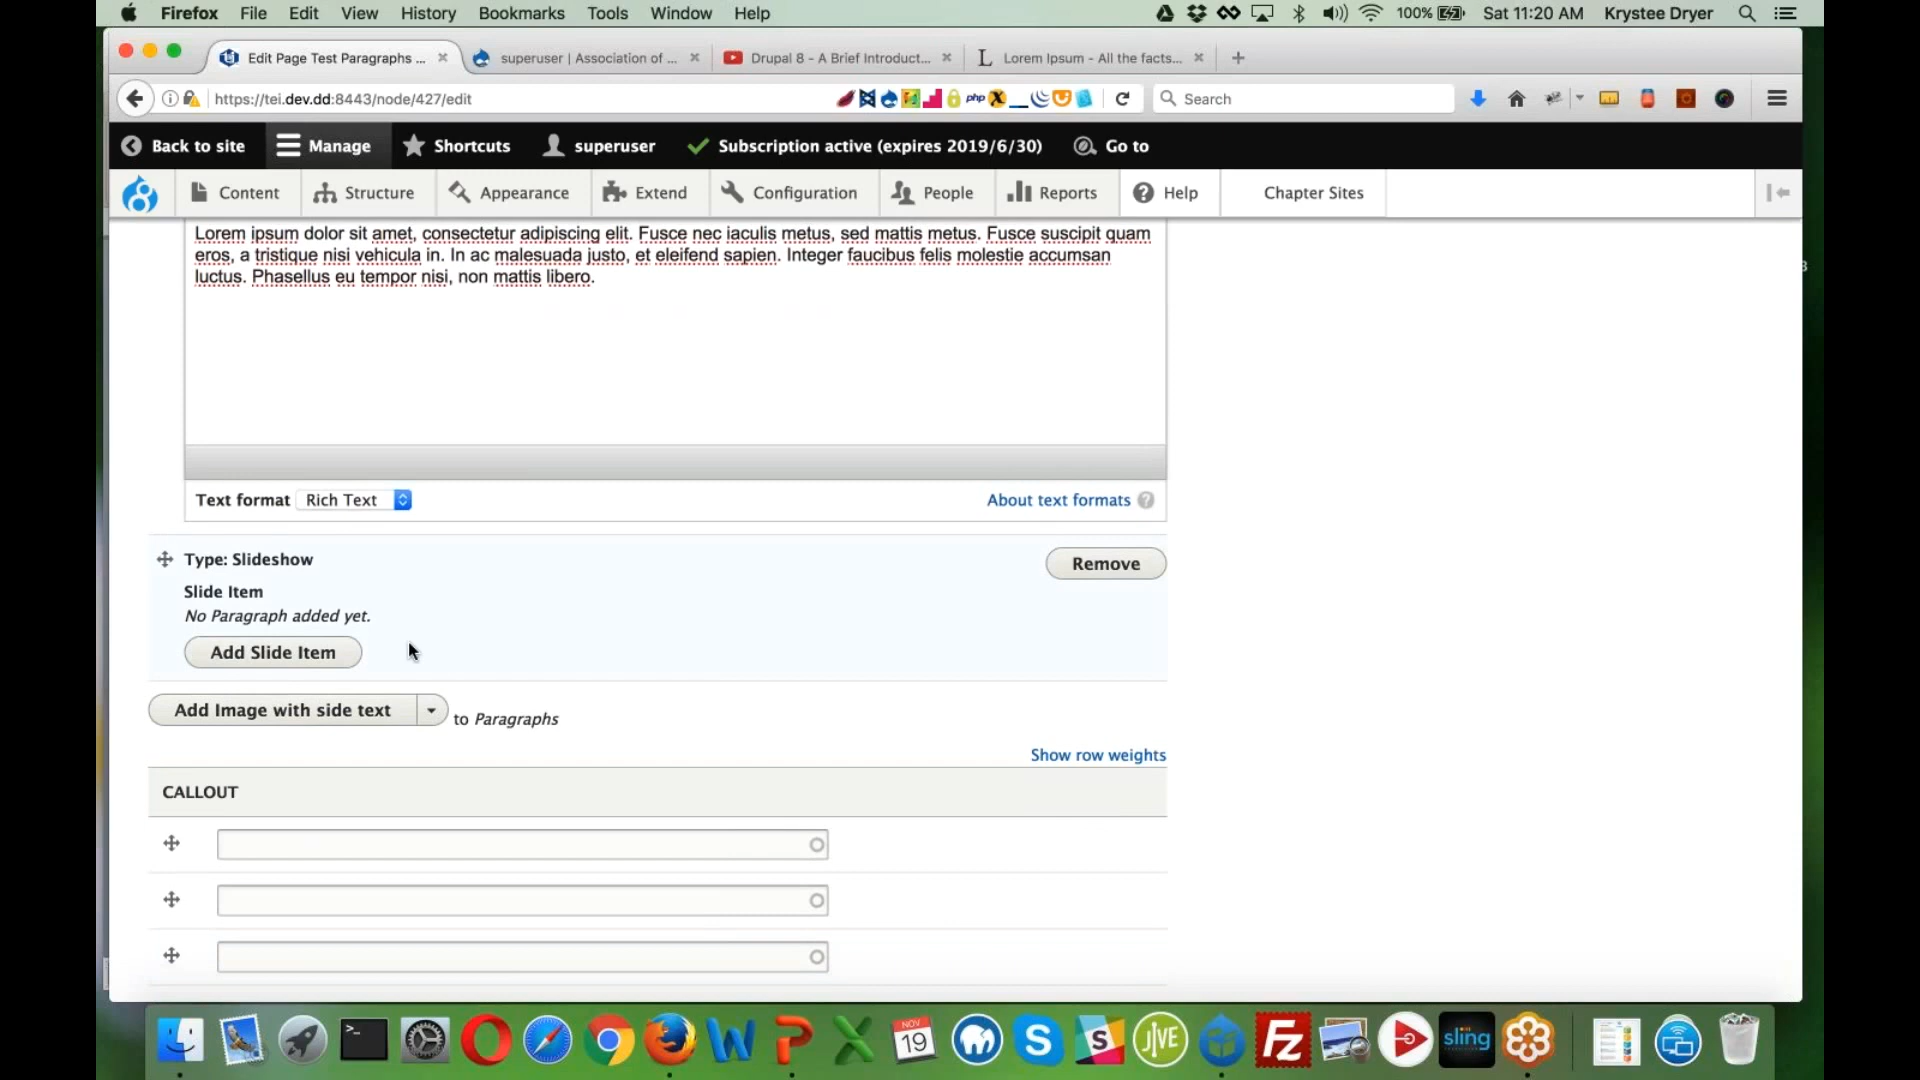 Firefox File Edit View History Bookmarks Tools Window Help 100% Sat 11:20 AM Krystee Dryer
Edit Page Test Paragraphs ... superuser | Association of ... Drupal 8 - A Brief Introduct... Lorem Ipsum - All the facts...
https://tei.dev.dd:8443/node/427/edit php Search
Back to site Manage Shortcuts superuser Subscription active (expires 2019/6/30) Go to
Content Structure Appearance Extend Configuration People Reports Help Chapter Sites
Lorem ipsum dolor sit amet, consectetur adipiscing elit. Fusce nec iaculis metus, sed mattis metus. Fusce suscipit quam
eros, a tristique nisi vehicula in. In ac malesuada justo, et eleifend sapien. Integer faucibus felis molestie accumsan
luctus. Phasellus eu tempor nisi, non mattis libero.
Text format Rich Text About text formats
Type: Slideshow Remove
Slide Item
No Paragraph added yet.
Add Slide Item
Add Image with side text to Paragraphs
Show row weights
CALLOUT
NOV
19
JIVE
sling